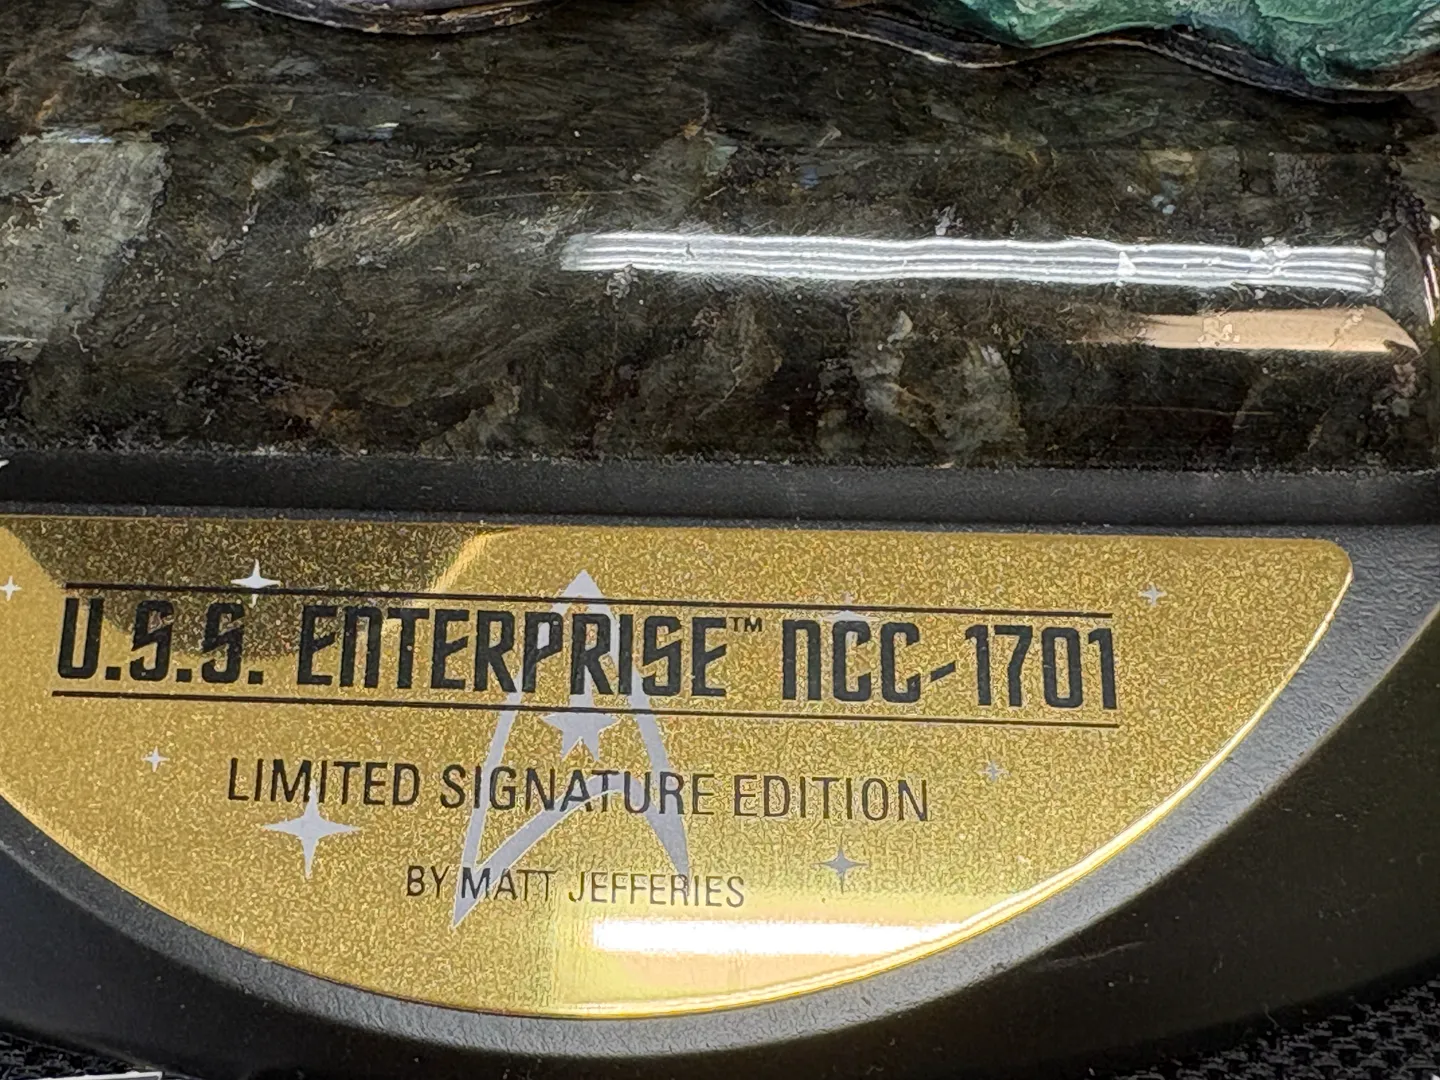 U.S.S. ENTERPRISE™ NCC-1701
LIMITED SIGNATURE EDITION
BY MATT JEFFERIES